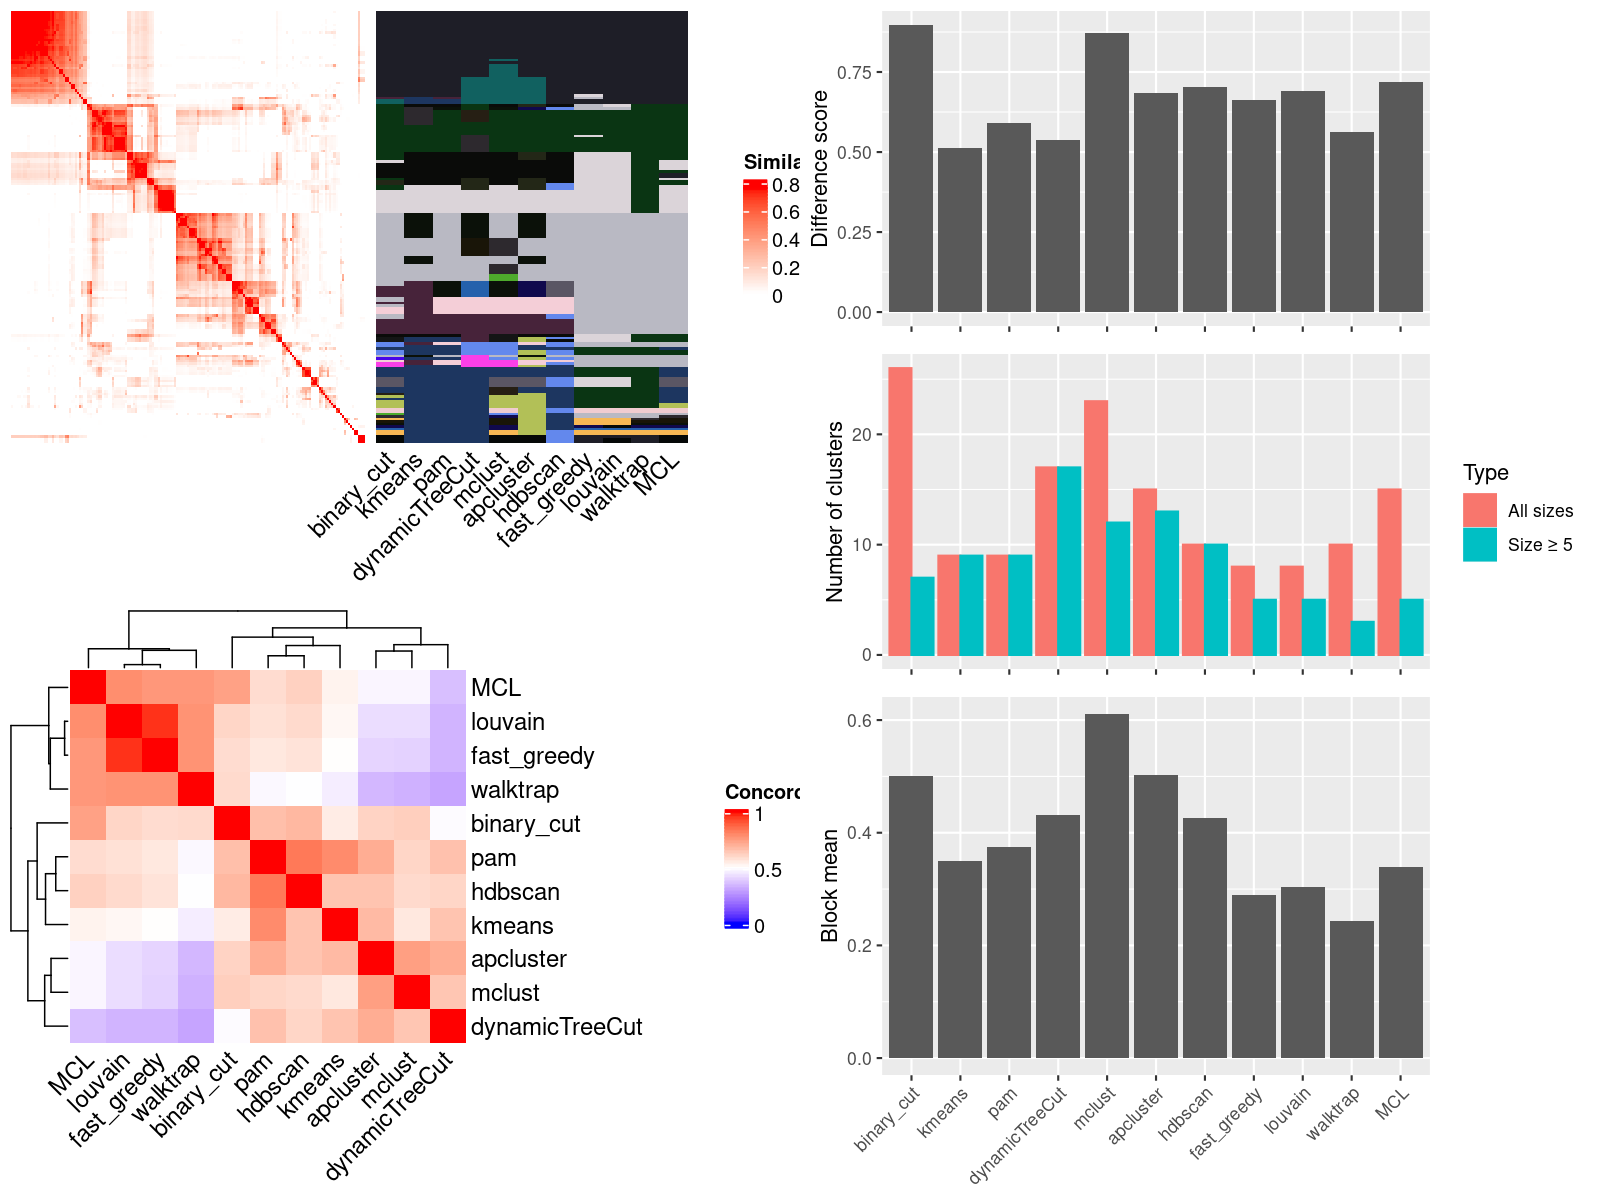 Simila
0.8
0.6
0.4
0.2
0
binary_cut
kmeans
pam
dynamicTreeCut
mclust
apcluster
hdbscan
fast_greedy
louvain
walktrap
MCL
Difference score
0.75
0.50
0.25
0.00
Number of clusters
20
10
0
Type
All sizes
Size ≥ 5
MCL
louvain
fast_greedy
walktrap
binary_cut
pam
hdbscan
kmeans
apcluster
mclust
dynamicTreeCut
MCL
louvain
fast_greedy
walktrap
binary_cut
pam
hdbscan
kmeans
apcluster
mclust
dynamicTreeCut
Concord
1
0.5
0
Block mean
0.6
0.4
0.2
0.0
binary_cut
kmeans
pam
dynamicTreeCut
mclust
apcluster
hdbscan
fast_greedy
louvain
walktrap
MCL